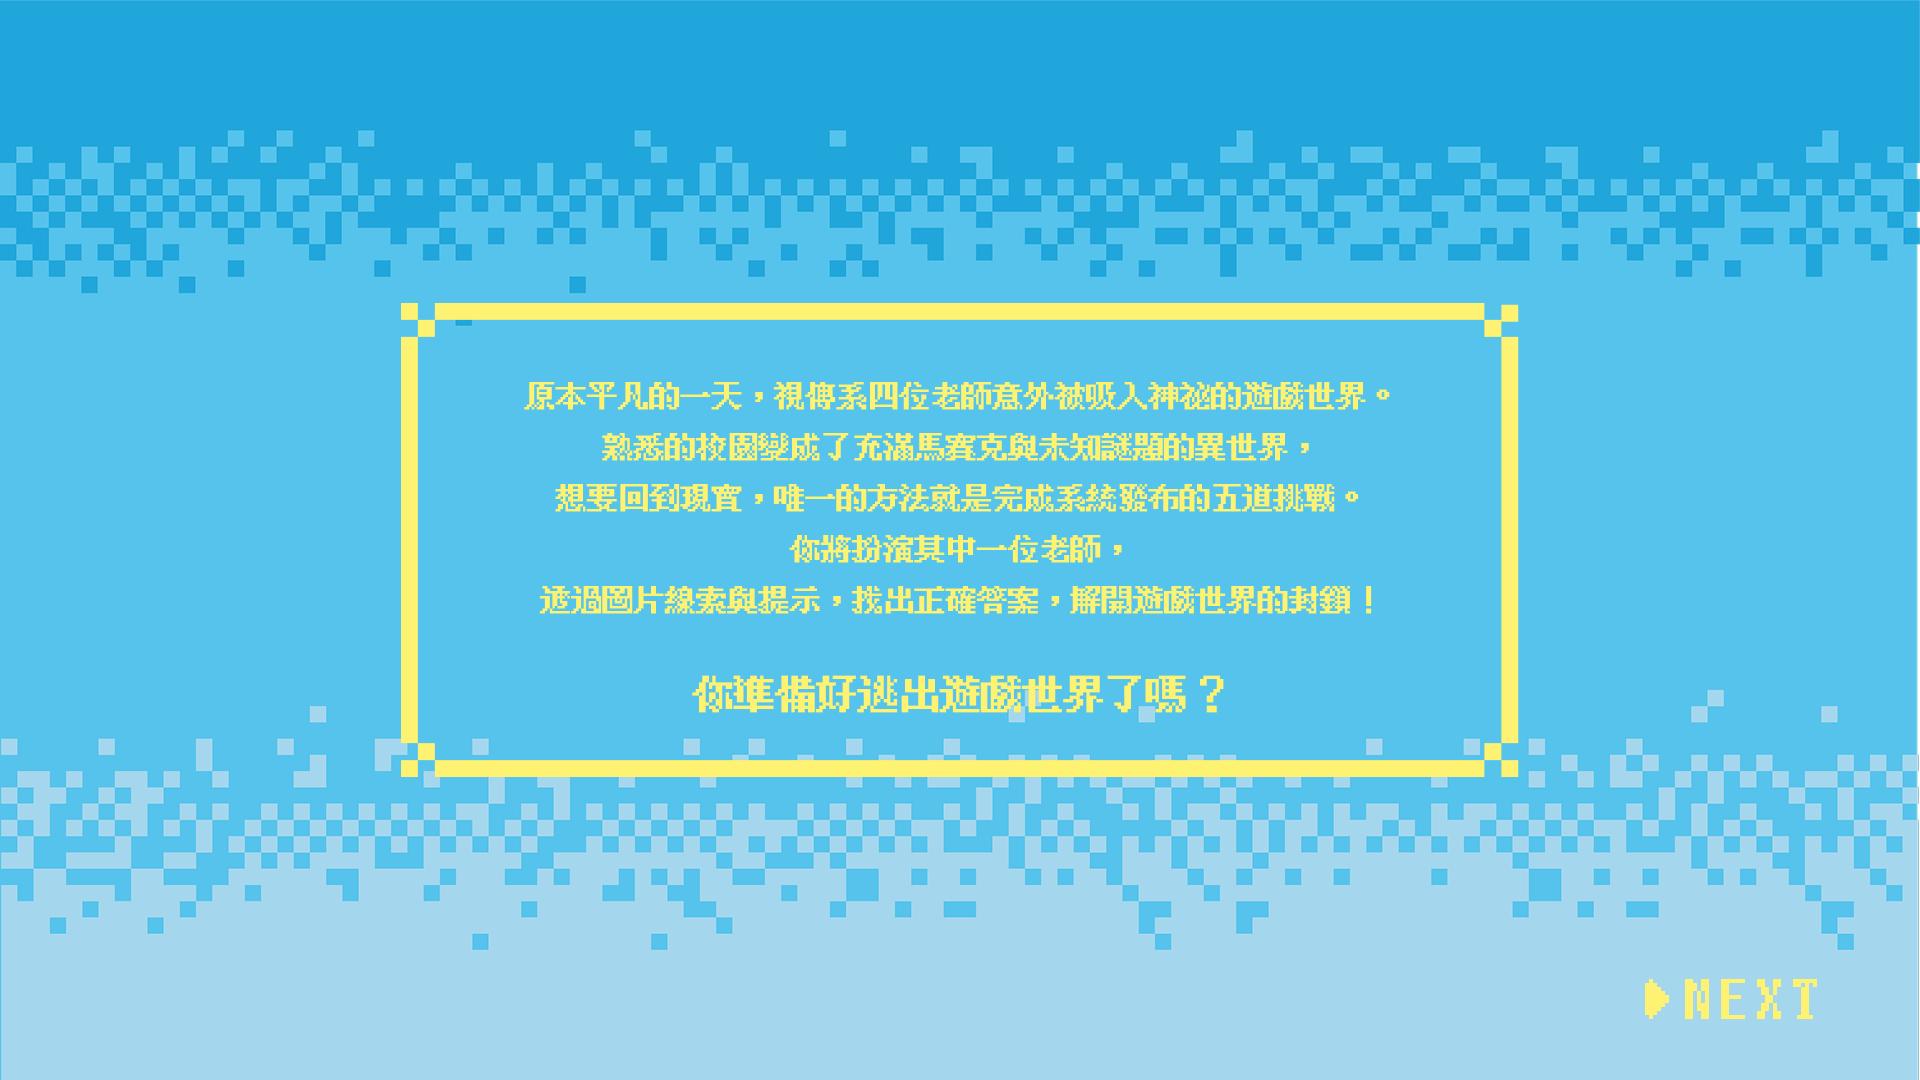 原本平凡的一天，視傳系四位老師意外被吸入神祕的遊戲世界。
熟悉的校園變成了充滿馬賽克與未知謎題的異世界，
想要回到現實，唯一的方法就是完成系統發布的五道挑戰。
你將扮演其中一位老師，
透過圖片線索與提示，找出正確答案，解開遊戲世界的封鎖！
你準備好逃出遊戲世界了嗎？
▶NEXT